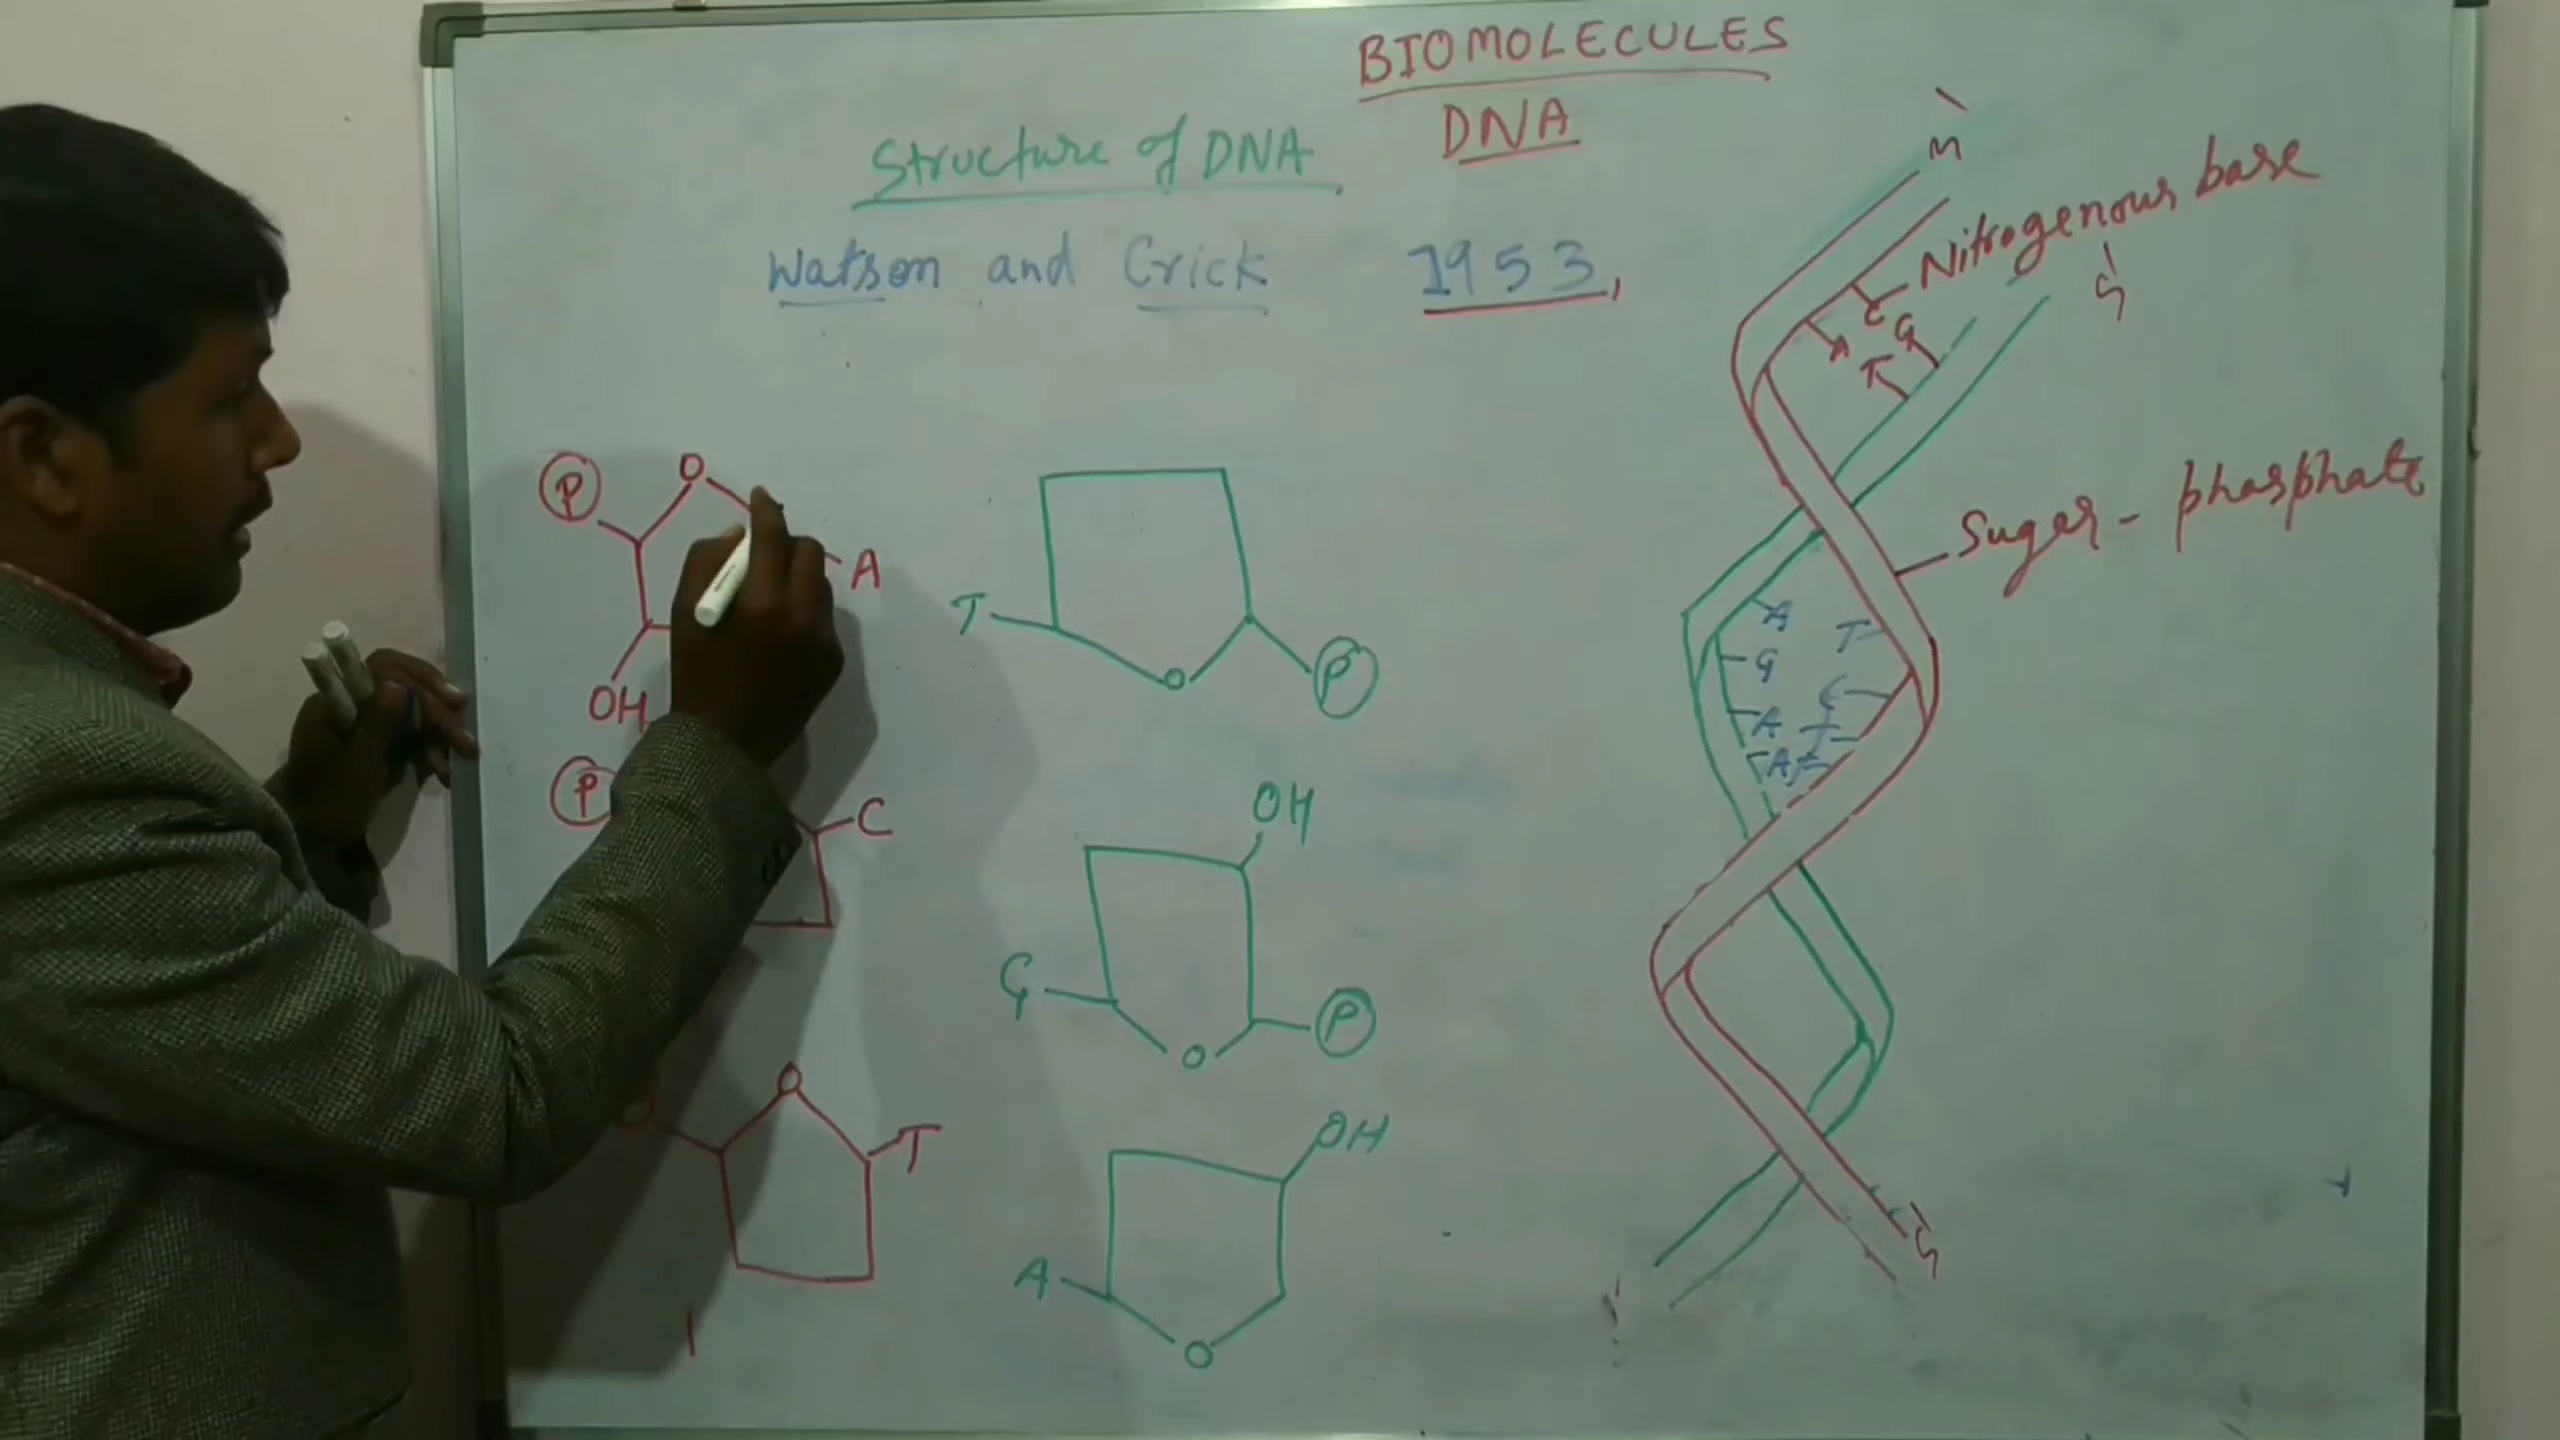 BIOMOLECULES
DNA
Structure of DNA
Watson and Crick 1953,
Nitrogenous base
C
G
A
T
Sugar - phosphate
P
O
A
OH
T
O
P
A
T
G
C
A
A
P
C
OH
G
O
P
O
T
OH
A
O